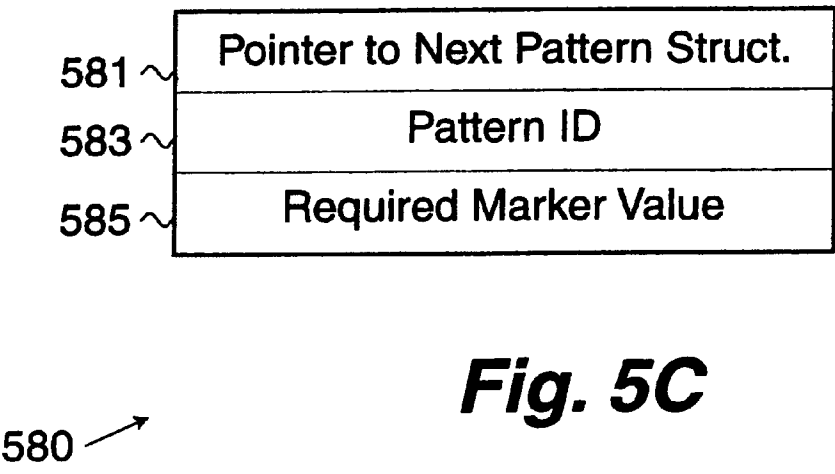 581 Pointer to Next Pattern Struct.
583 Pattern ID
585 Required Marker Value
Fig. 5C
580